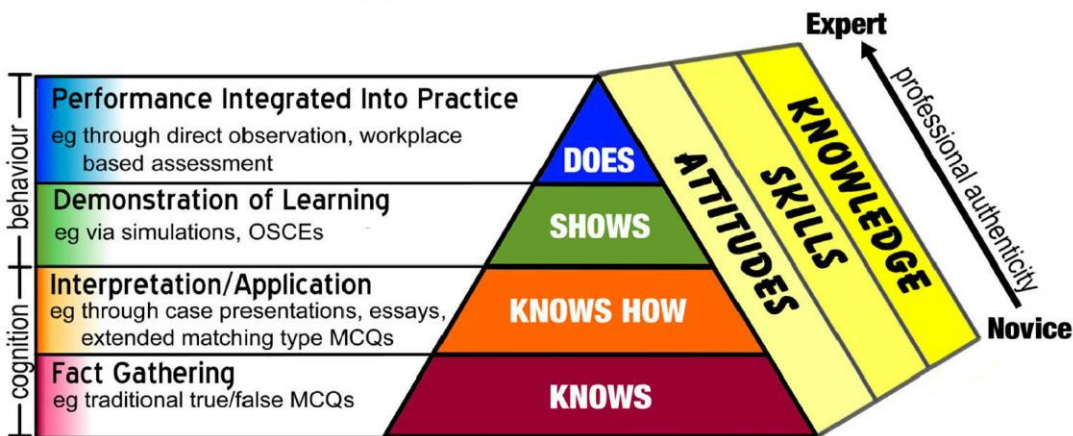 Expert
professional authenticity
Novice
behaviour
cognition
Performance Integrated Into Practice
eg through direct observation, workplace
based assessment
DOES
Demonstration of Learning
eg via simulations, OSCEs
SHOWS
Interpretation/Application
eg through case presentations, essays,
extended matching type MCQs
KNOWS HOW
Fact Gathering
eg traditional true/false MCQs
KNOWS
ATTITUDES
SKILLS
KNOWLEDGE